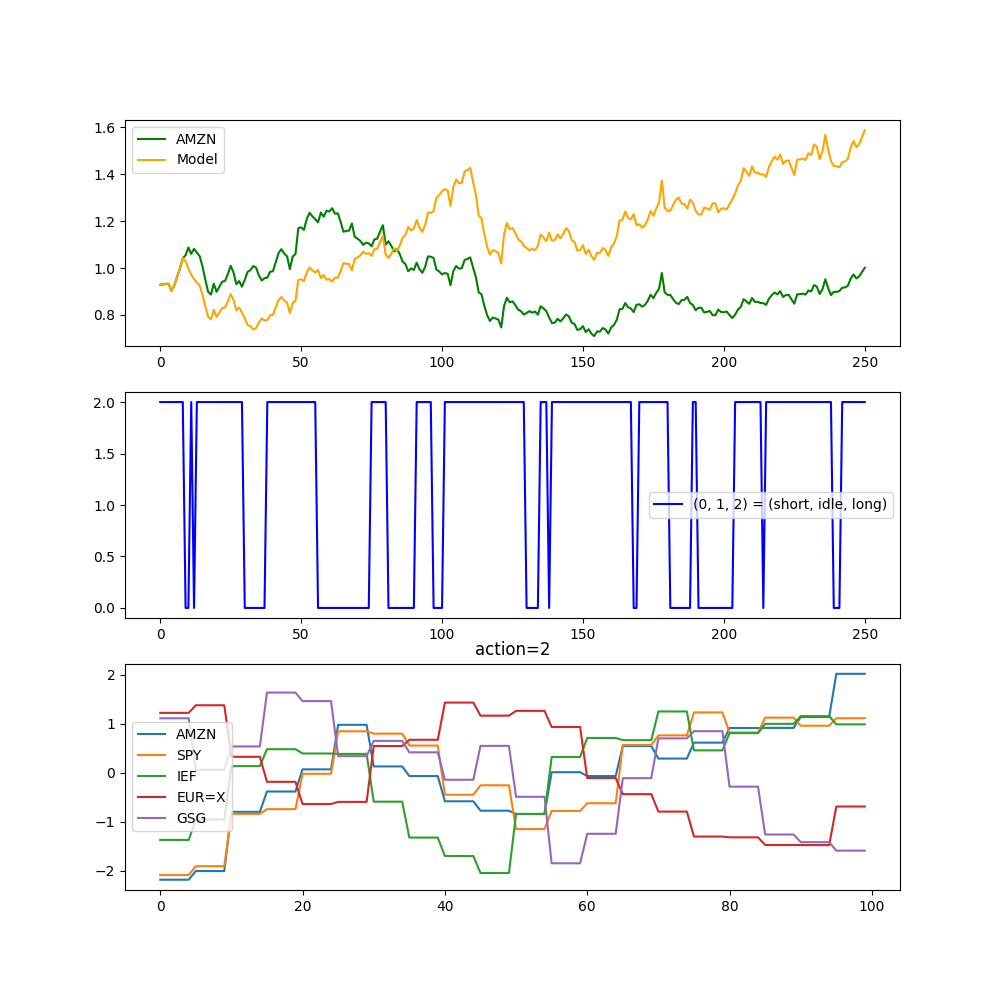 1.6
1.4
1.2
1.0
0.8
AMZN
Model
0 50 100 150 200 250
2.0
1.5
1.0
0.5
0.0
(0, 1, 2) = (short, idle, long)
0 50 100 150 200 250
action=2
2
1
0
−1
−2
AMZN
SPY
IEF
EUR=X
GSG
0 20 40 60 80 100